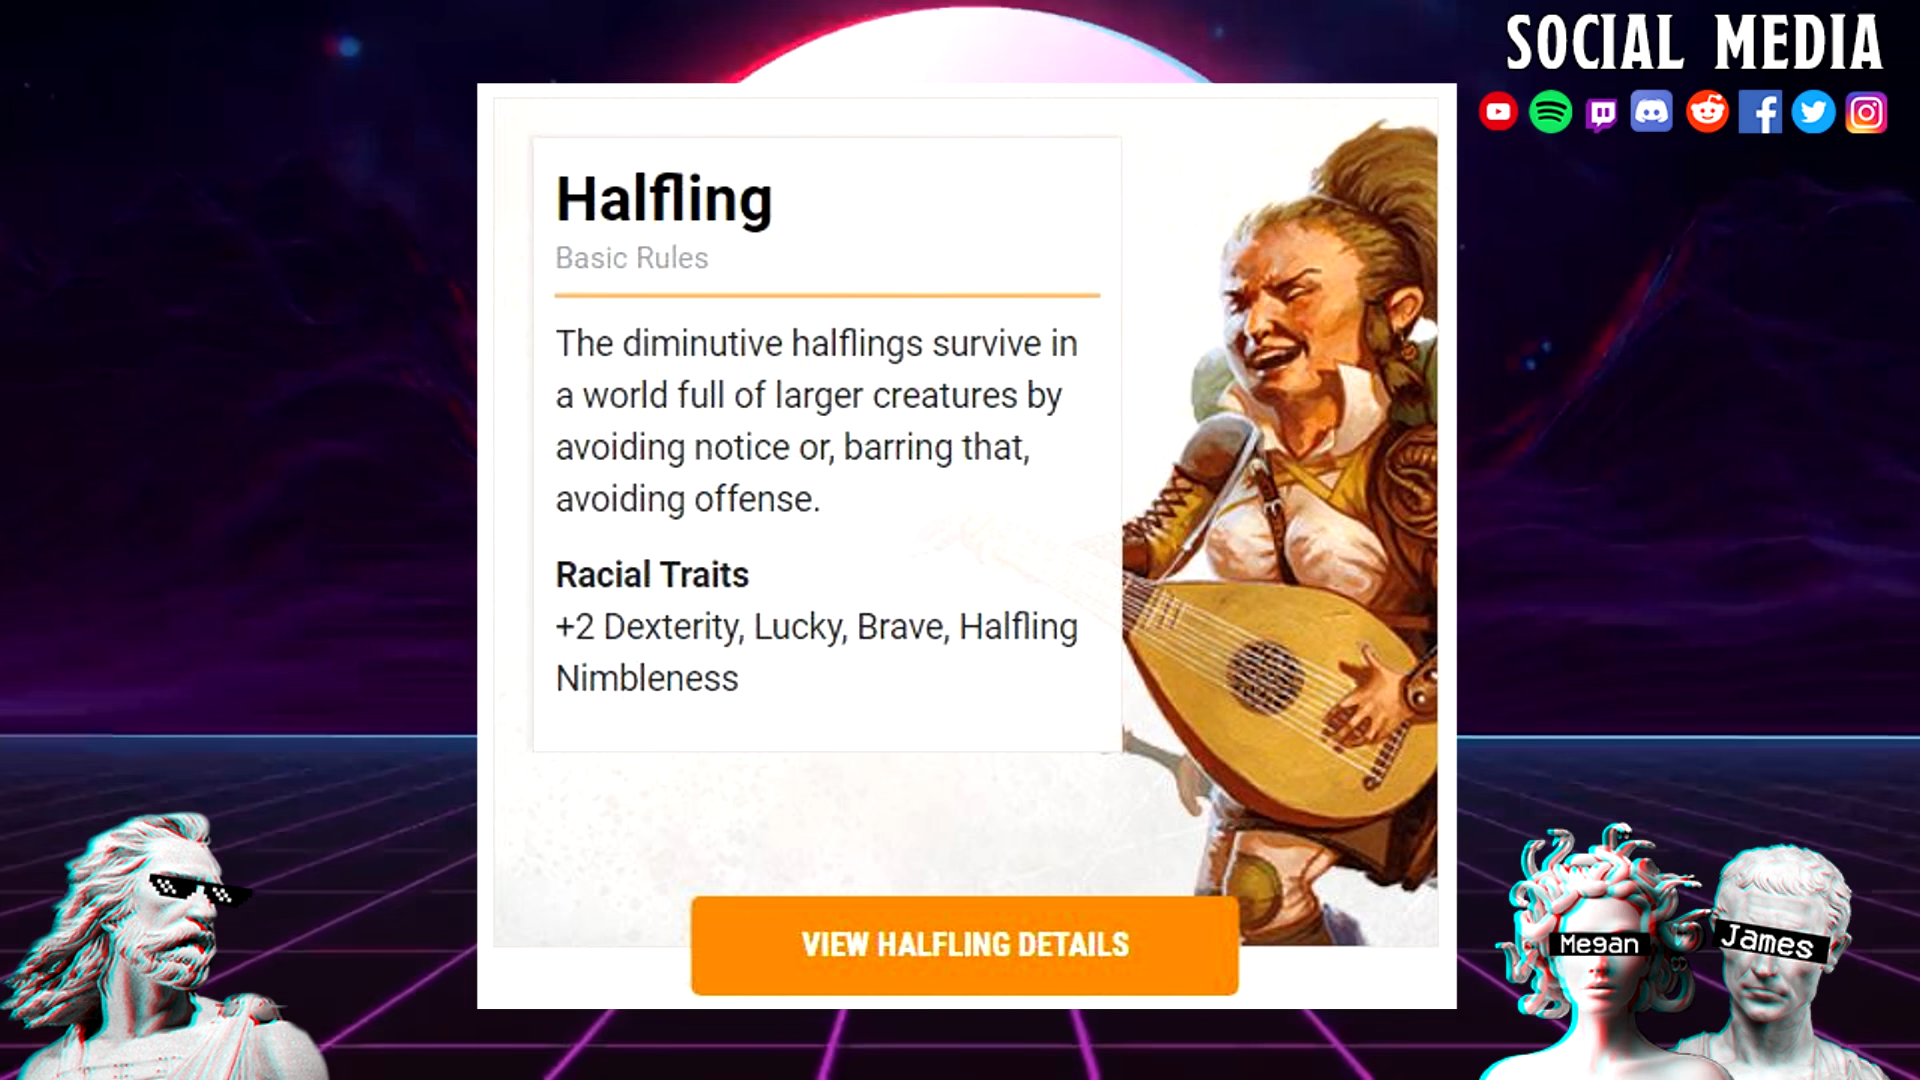 SOCIAL MEDIA
Halfling
Basic Rules
The diminutive halflings survive in
a world full of larger creatures by
avoiding notice or, barring that,
avoiding offense.
Racial Traits
+2 Dexterity, Lucky, Brave, Halfling
Nimbleness
VIEW HALFLING DETAILS
Megan
James